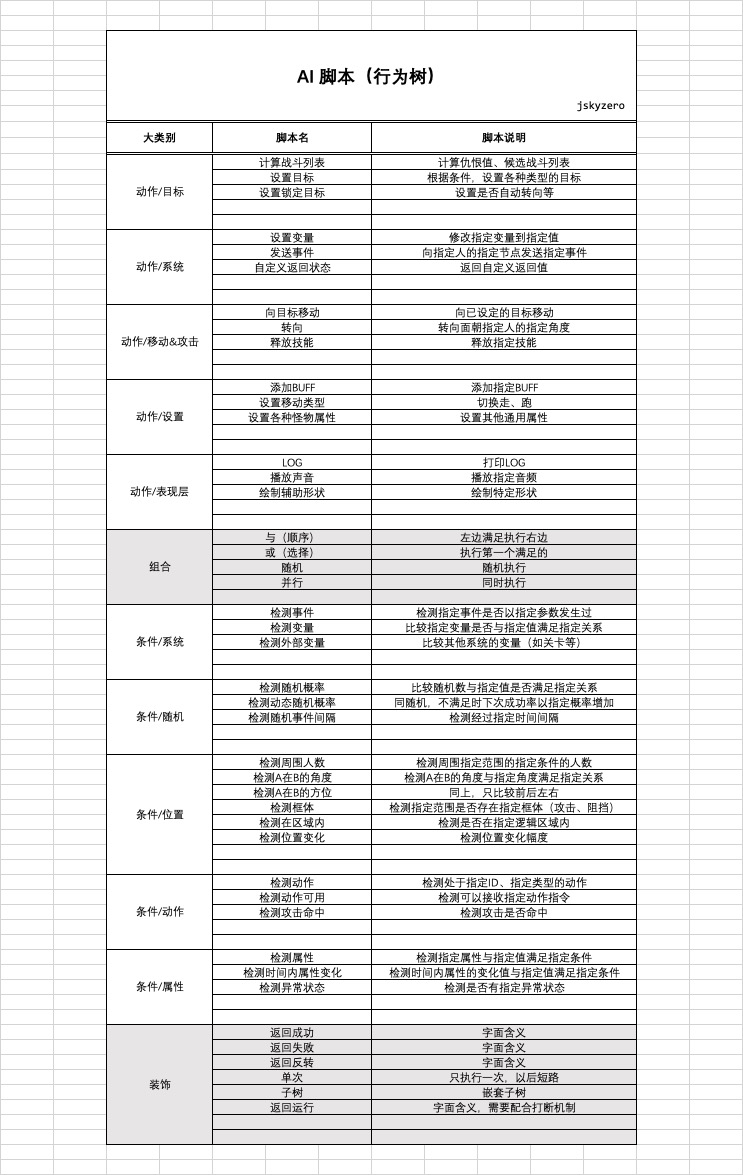 AI 脚本（行为树）
jskyzero
大类别 脚本名 脚本说明
动作/目标
计算战斗列表 计算仇恨值、候选战斗列表
设置目标 根据条件，设置各种类型的目标
设置锁定目标 设置是否自动转向等
动作/系统
设置变量 修改指定变量到指定值
发送事件 向指定人的指定节点发送指定事件
自定义返回状态 返回自定义返回值
动作/移动&攻击
向目标移动 向已设定的目标移动
转向 转向面朝指定人的指定角度
释放技能 释放指定技能
动作/设置
添加BUFF 添加指定BUFF
设置移动类型 切换走、跑
设置各种怪物属性 设置其他通用属性
动作/表现层
LOG 打印LOG
播放声音 播放指定音频
绘制辅助形状 绘制特定形状
组合
与（顺序） 左边满足执行右边
或（选择） 执行第一个满足的
随机 随机执行
并行 同时执行
条件/系统
检测事件 检测指定事件是否以指定参数发生过
检测变量 比较指定变量是否与指定值满足指定关系
检测外部变量 比较其他系统的变量（如关卡等）
条件/随机
检测随机概率 比较随机数与指定值是否满足指定关系
检测动态随机概率 同随机，不满足时下次成功率以指定概率增加
检测随机事件间隔 检测经过指定时间间隔
条件/位置
检测周围人数 检测周围指定范围的指定条件的人数
检测A在B的角度 检测A在B的角度与指定角度满足指定关系
检测A在B的方位 同上，只比较前后左右
检测框体 检测指定范围是否存在指定框体（攻击、阻挡）
检测在区域内 检测是否在指定逻辑区域内
检测位置变化 检测位置变化幅度
条件/动作
检测动作 检测处于指定ID、指定类型的动作
检测动作可用 检测可以接收指定动作指令
检测攻击命中 检测攻击是否命中
条件/属性
检测属性 检测指定属性与指定值满足指定条件
检测时间内属性变化 检测时间内属性的变化值与指定值满足指定条件
检测异常状态 检测是否有指定异常状态
装饰
返回成功 字面含义
返回失败 字面含义
返回反转 字面含义
单次 只执行一次，以后短路
子树 嵌套子树
返回运行 字面含义，需要配合打断机制